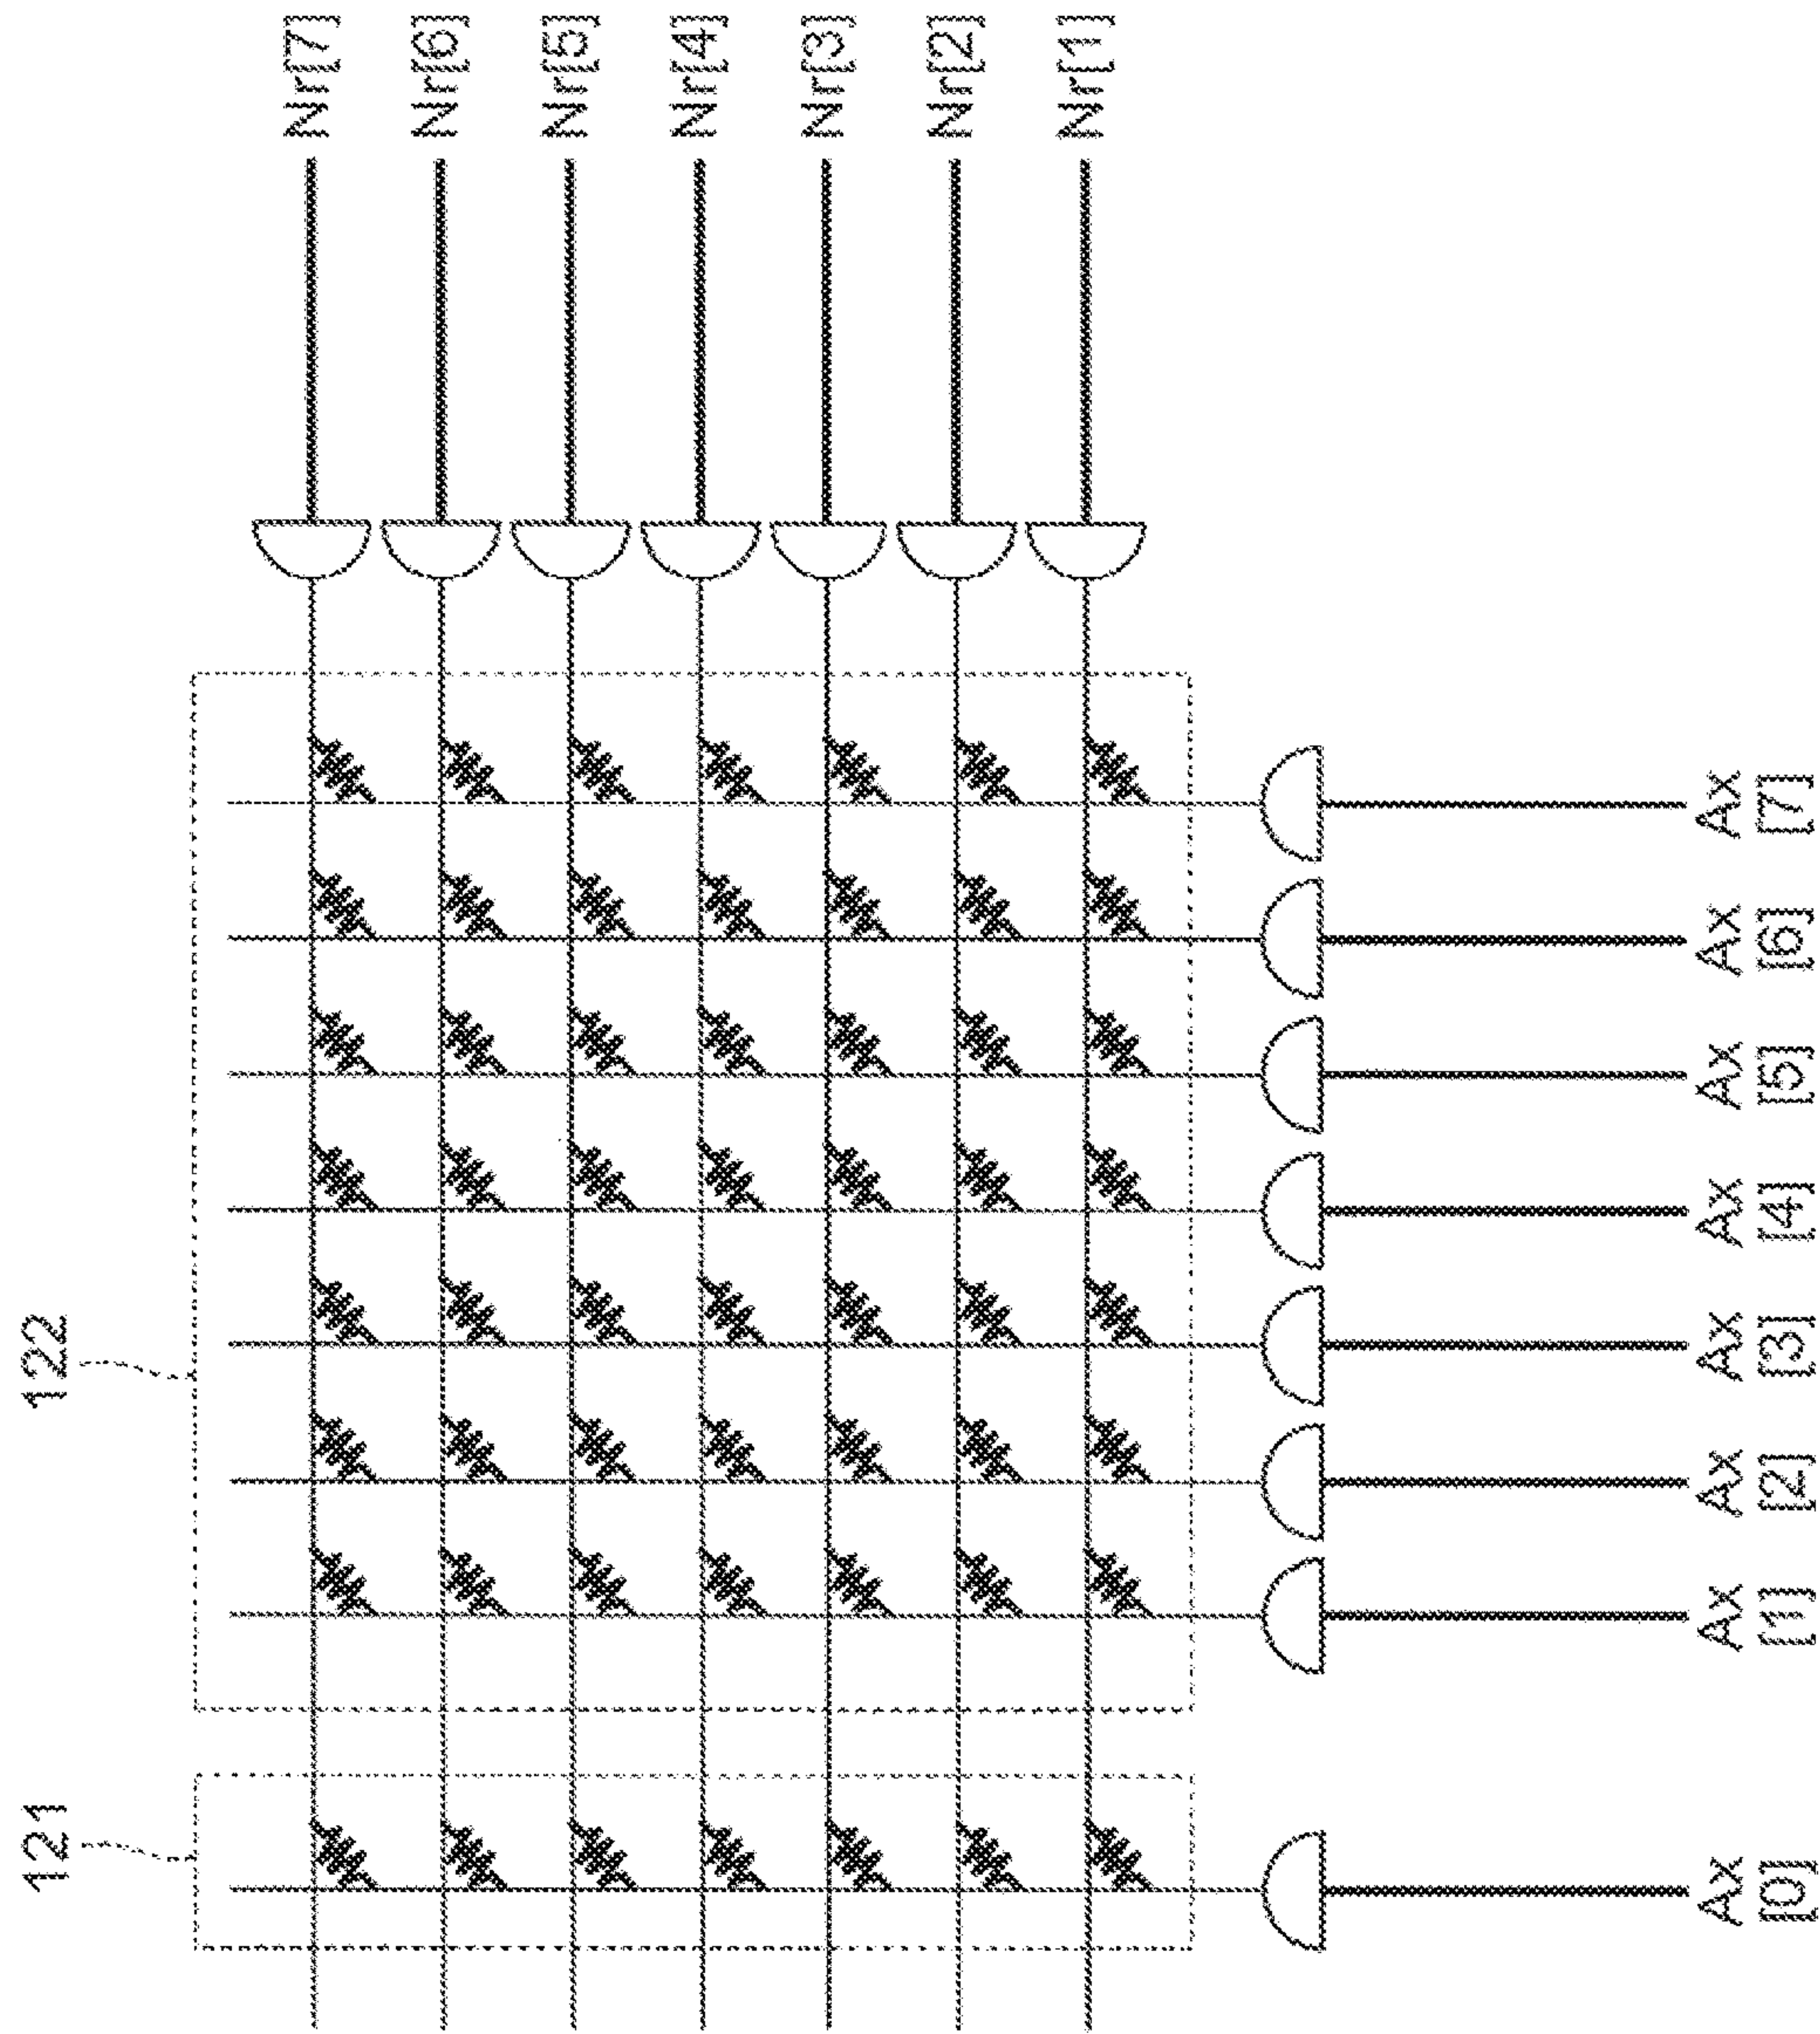 Nr[7]
Nr[6]
Nr[5]
Nr[4]
Nr[3]
Nr[2]
Nr[1]
122
121
Ax
[7]
Ax
[6]
Ax
[5]
Ax
[4]
Ax
[3]
Ax
[2]
Ax
[1]
Ax
[0]